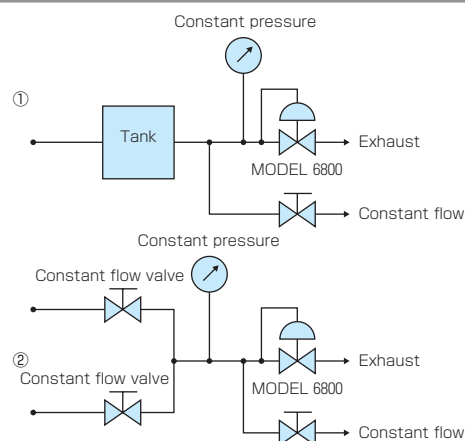 Constant pressure
①
Tank
Exhaust
MODEL 6800
Constant flow
Constant pressure
Constant flow valve
②
Exhaust
Constant flow valve
MODEL 6800
Constant flow